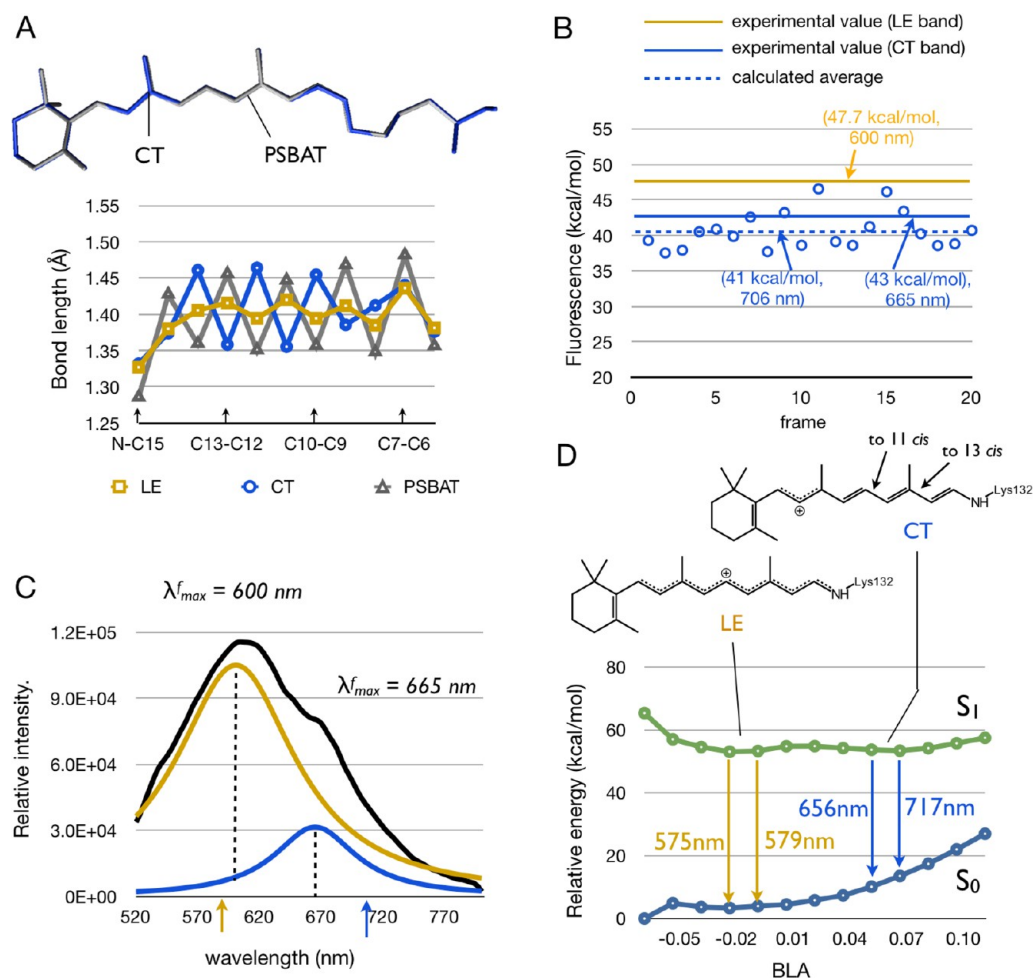 A
CT
PSBAT
Bond length (Å)
1.55
1.50
1.45
1.40
1.35
1.30
1.25
N-C15
C13-C12
C10-C9
C7-C6
LE
CT
PSBAT
B
experimental value (LE band)
experimental value (CT band)
calculated average
Fluorescence (kcal/mol)
55
50
45
40
35
30
25
20
(47.7 kcal/mol,
600 nm)
(41 kcal/mol,
706 nm)
(43 kcal/mol),
665 nm)
0
5
10
15
20
frame
C
λᶠmax = 600 nm
λᶠmax = 665 nm
Relative intensity.
1.2E+05
9.0E+04
6.0E+04
3.0E+04
0E+00
520
570
620
670
720
770
wavelength (nm)
D
to 11 cis
to 13 cis
NH
Lys132
CT
NH
Lys132
LE
Relative energy (kcal/mol)
80
60
40
20
0
S₁
656nm
717nm
575nm
579nm
S₀
-0.05
-0.02
0.01
0.04
0.07
0.10
BLA